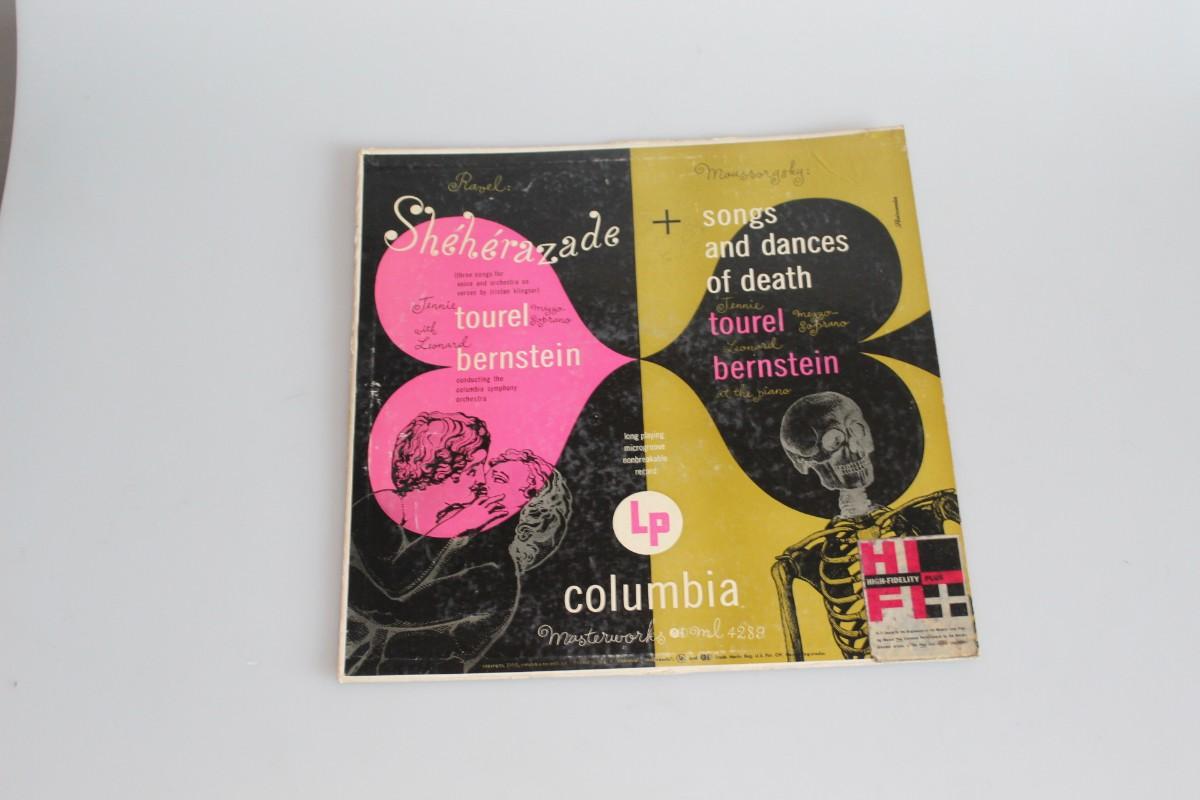 Ravel:
Shéhérazade
(three songs for
voice and orchestra on
verses by tristan klingsor)
Jennie
tourel
mezzo-
soprano
with
Leonard
bernstein
conducting the
columbia symphony
orchestra
Moussorgsky:
+ songs
and dances
of death
Jennie
tourel
mezzo-
soprano
Leonard
bernstein
at the piano
long playing
microgroove
nonbreakable
record
Lp
columbia
Masterworks ml 4289
HI
HIGH-FIDELITY PLUS
FI+